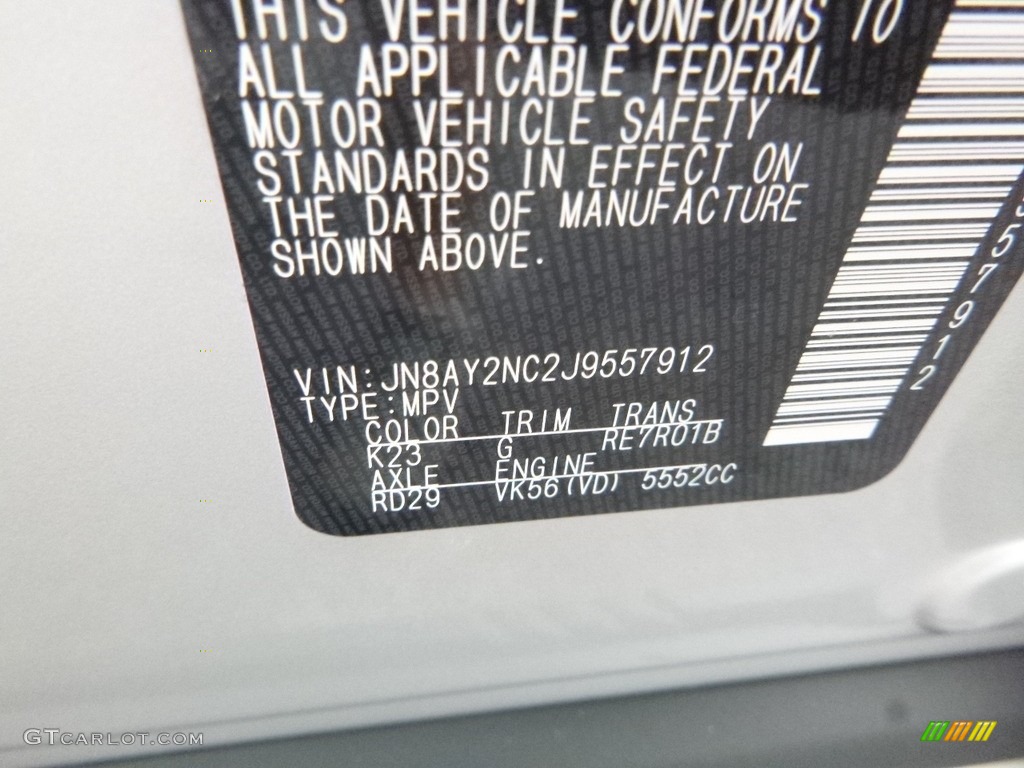 THIS VEHICLE CONFORMS TO
ALL APPLICABLE FEDERAL
MOTOR VEHICLE SAFETY
STANDARDS IN EFFECT ON
THE DATE OF MANUFACTURE
SHOWN ABOVE.
VIN:JN8AY2NC2J9557912
TYPE:MPV
COLOR TRIM TRANS
K23 G RE7R01B
AXLE ENGINE
RD29 VK56(VD) 5552CC
57912
GTCARLOT.COM